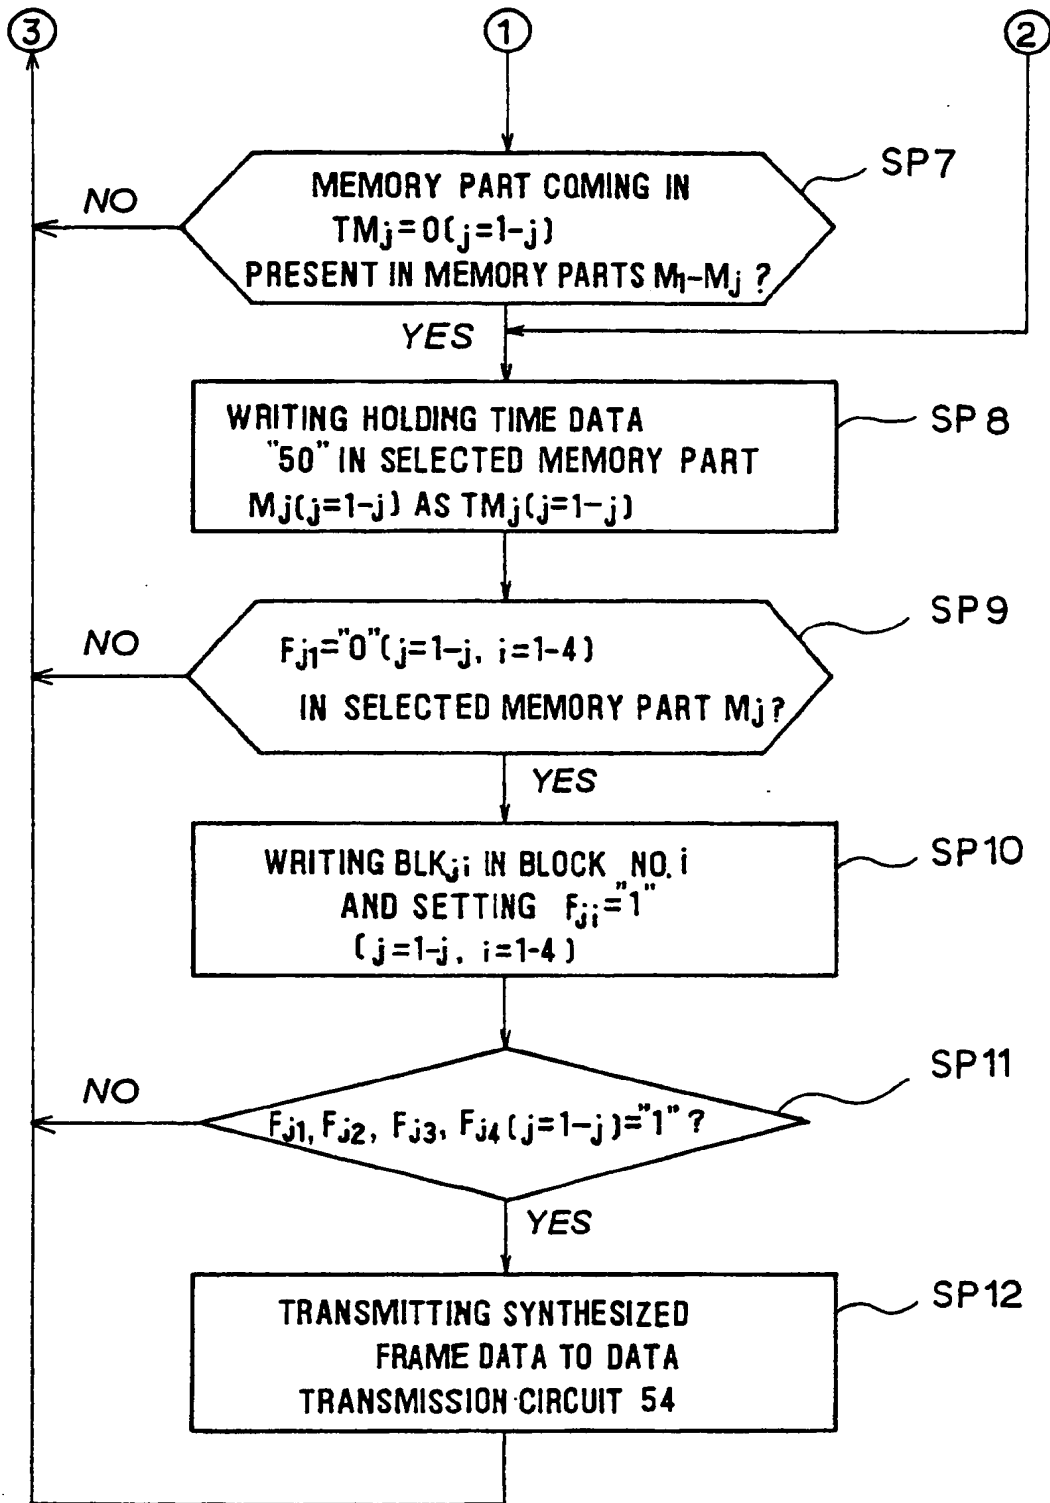 3 1 2
MEMORY PART COMING IN
TMj=0(j=1-j)
PRESENT IN MEMORY PARTS M1-Mj ?
SP7
NO
YES
WRITING HOLDING TIME DATA
"50" IN SELECTED MEMORY PART
Mj(j=1-j) AS TMj(j=1-j)
SP8
Fj1="0"(j=1-j, i=1-4)
IN SELECTED MEMORY PART Mj?
SP9
NO
YES
WRITING BLKji IN BLOCK NO. i
AND SETTING Fji="1"
(j=1-j, i=1-4)
SP10
Fj1, Fj2, Fj3, Fj4(j=1-j)="1" ?
SP11
NO
YES
TRANSMITTING SYNTHESIZED
FRAME DATA TO DATA
TRANSMISSION CIRCUIT 54
SP12